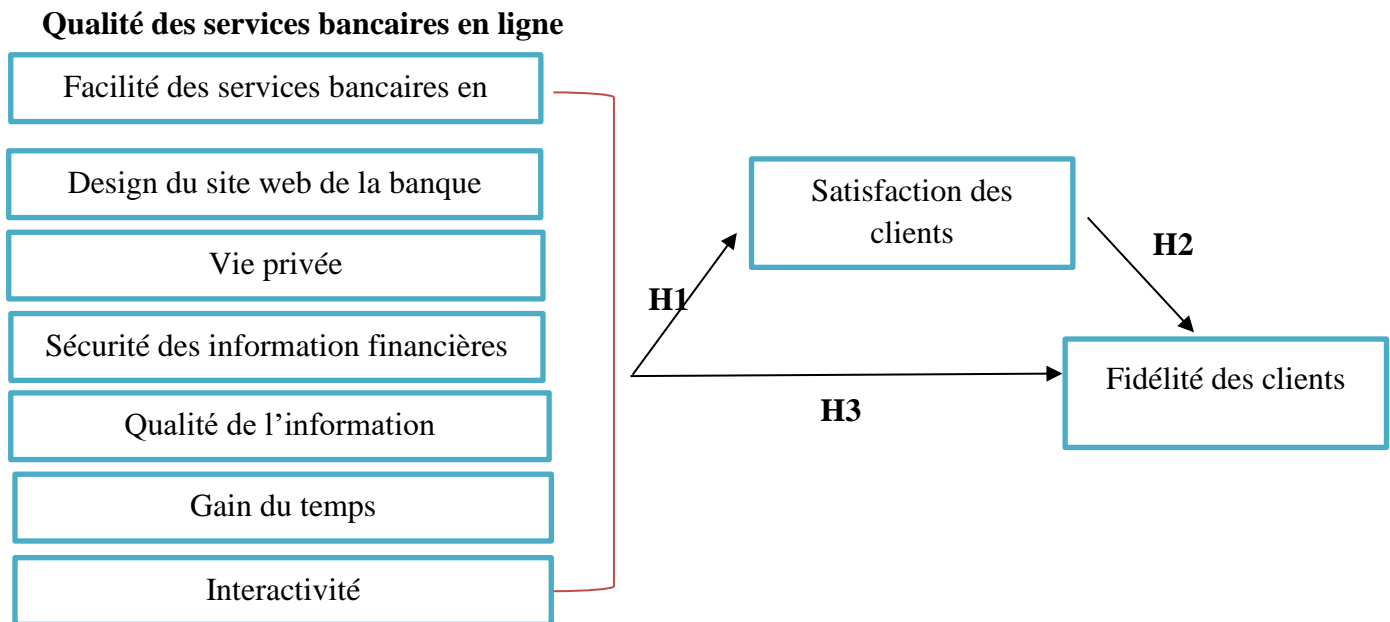 Qualité des services bancaires en ligne
Facilité des services bancaires en
Design du site web de la banque
Vie privée
Sécurité des information financières
Qualité de l’information
Gain du temps
Interactivité
H1
Satisfaction des
clients
H2
H3
Fidélité des clients